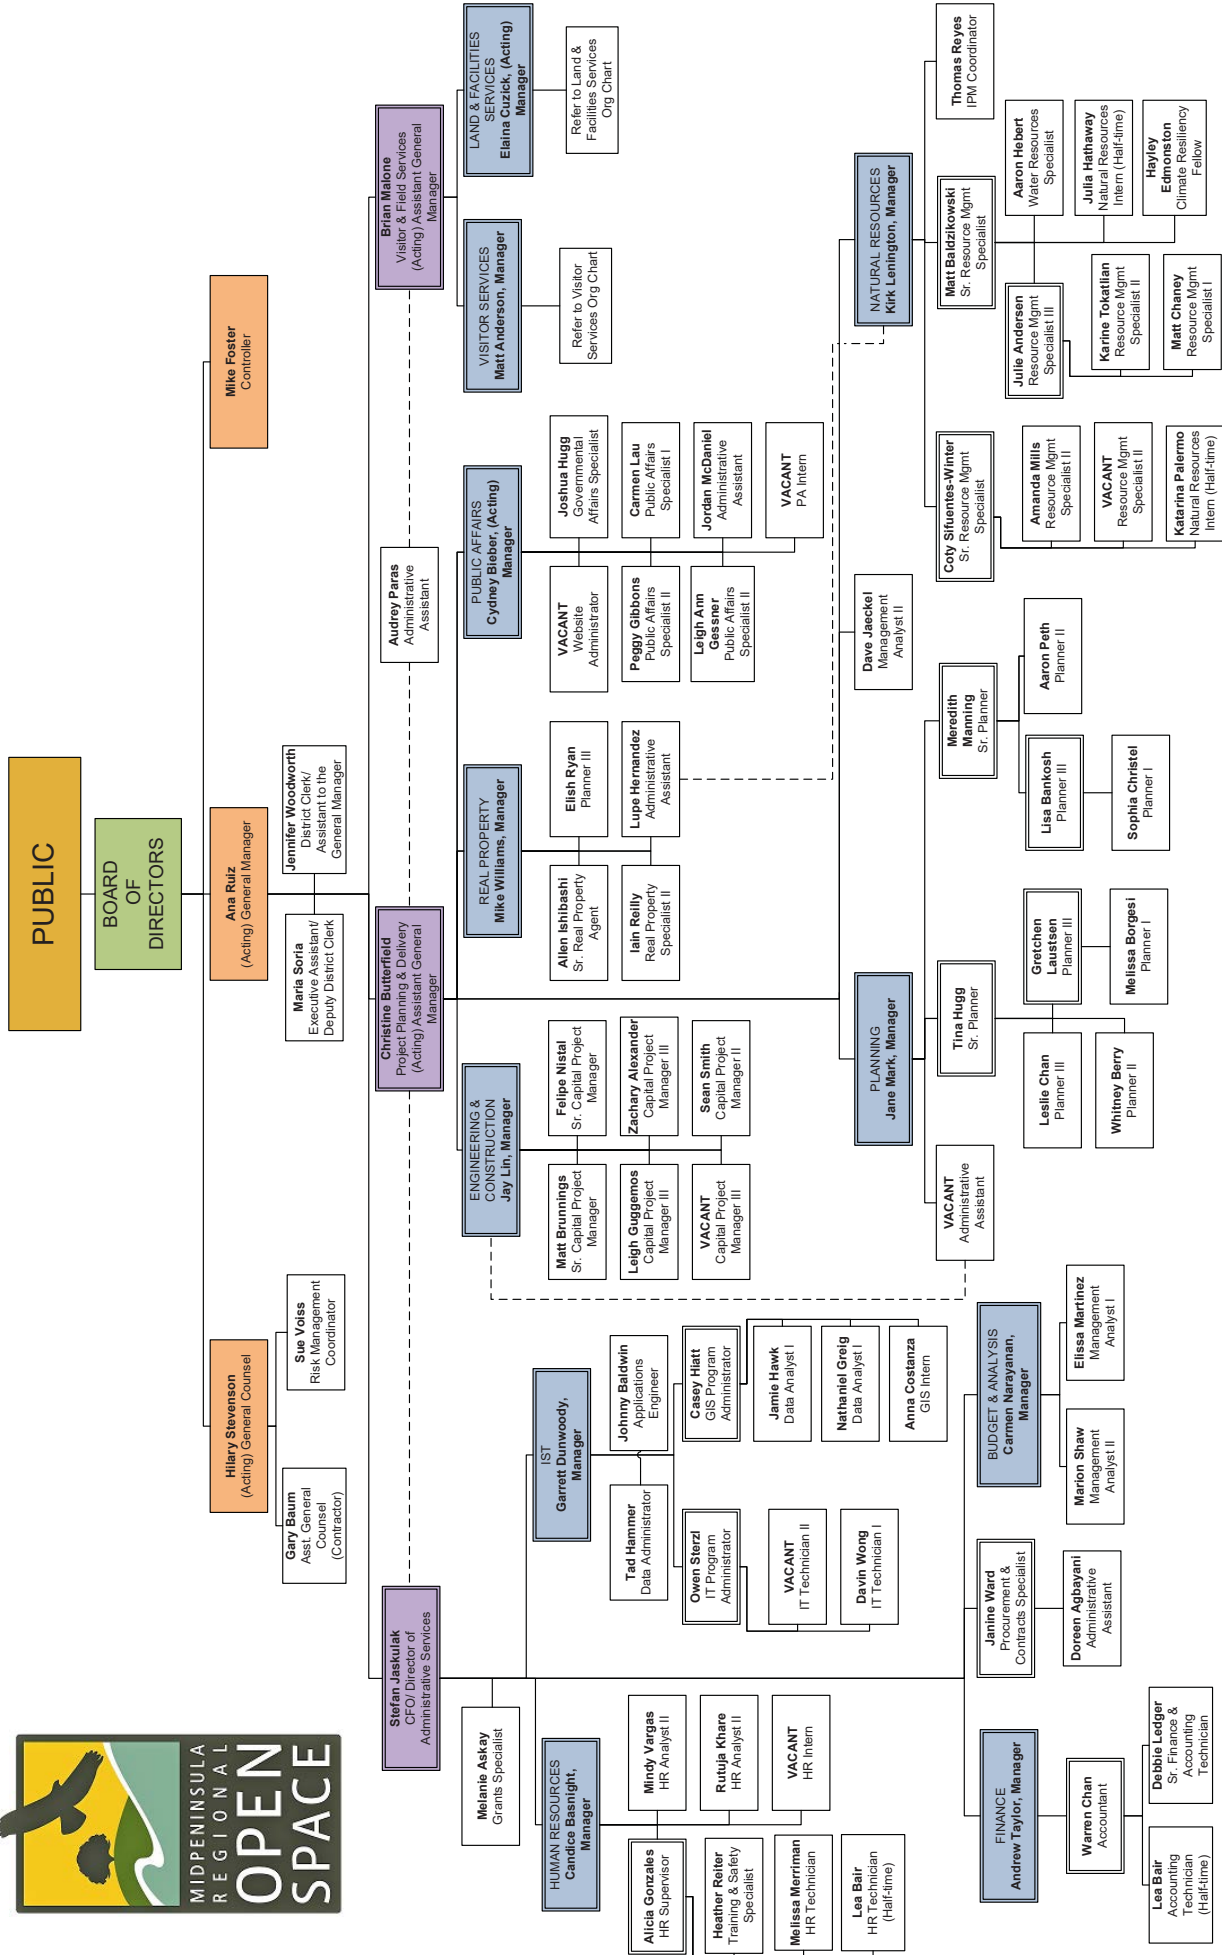 MIDPENINSULA
REGIONAL
OPEN
SPACE
PUBLIC
BOARD
OF
DIRECTORS
Hilary Stevenson
(Acting) General Counsel
Ana Ruiz
(Acting) General Manager
Mike Foster
Controller
Gary Baum
Asst. General
Counsel
(Contractor)
Sue Voiss
Risk Management
Coordinator
Maria Soria
Executive Assistant/
Deputy District Clerk
Jennifer Woodworth
District Clerk/
Assistant to the
General Manager
Stefan Jaskulak
CFO/ Director of
Administrative Services
Christine Butterfield
Project Planning & Delivery
(Acting) Assistant General
Manager
Audrey Paras
Administrative
Assistant
Brian Malone
Visitor & Field Services
(Acting) Assistant General
Manager
Melanie Askay
Grants Specialist
HUMAN RESOURCES
Candice Basnight,
Manager
Alicia Gonzales
HR Supervisor
Mindy Vargas
HR Analyst II
Heather Reiter
Training & Safety
Specialist
Rutuja Khare
HR Analyst II
Melissa Merriman
HR Technician
VACANT
HR Intern
Lea Bair
HR Technician
(Half-time)
IST
Garrett Dunwoody,
Manager
Tad Hammer
Data Administrator
Johnny Baldwin
Applications
Engineer
Owen Sterzl
IT Program
Administrator
Casey Hiatt
GIS Program
Administrator
VACANT
IT Technician II
Davin Wong
IT Technician I
Jamie Hawk
Data Analyst I
Nathaniel Greig
Data Analyst I
Anna Costanza
GIS Intern
FINANCE
Andrew Taylor, Manager
Warren Chan
Accountant
Lea Bair
Accounting
Technician
(Half-time)
Debbie Ledger
Sr. Finance &
Accounting
Technician
Janine Ward
Procurement &
Contracts Specialist
Doreen Agbayani
Administrative
Assistant
BUDGET & ANALYSIS
Carmen Narayanan,
Manager
Marion Shaw
Management
Analyst II
Elissa Martinez
Management
Analyst I
ENGINEERING &
CONSTRUCTION
Jay Lin, Manager
Matt Brunnings
Sr. Capital Project
Manager
Felipe Nistal
Sr. Capital Project
Manager
Leigh Guggemos
Capital Project
Manager III
Zachary Alexander
Capital Project
Manager III
VACANT
Capital Project
Manager III
Sean Smith
Capital Project
Manager II
REAL PROPERTY
Mike Williams, Manager
Allen Ishibashi
Sr. Real Property
Agent
Elish Ryan
Planner III
Iain Reilly
Real Property
Specialist II
Lupe Hernandez
Administrative
Assistant
PUBLIC AFFAIRS
Cydney Bieber, (Acting)
Manager
VACANT
Website
Administrator
Joshua Hugg
Governmental
Affairs Specialist
Peggy Gibbons
Public Affairs
Specialist II
Carmen Lau
Public Affairs
Specialist I
Leigh Ann
Gessner
Public Affairs
Specialist II
Jordan McDaniel
Administrative
Assistant
VACANT
PA Intern
VISITOR SERVICES
Matt Anderson, Manager
Refer to Visitor
Services Org Chart
LAND & FACILITIES
SERVICES
Elaina Cuzick, (Acting)
Manager
Refer to Land &
Facilities Services
Org Chart
PLANNING
Jane Mark, Manager
VACANT
Administrative
Assistant
Tina Hugg
Sr. Planner
Leslie Chan
Planner III
Gretchen
Laustsen
Planner III
Whitney Berry
Planner II
Melissa Borgesi
Planner I
Meredith
Manning
Sr. Planner
Lisa Bankosh
Planner III
Aaron Peth
Planner II
Sophia Christel
Planner I
Dave Jaeckel
Management
Analyst II
NATURAL RESOURCES
Kirk Lenington, Manager
Coty Sifuentes-Winter
Sr. Resource Mgmt
Specialist
Amanda Mills
Resource Mgmt
Specialist II
VACANT
Resource Mgmt
Specialist II
Katarina Palermo
Natural Resources
Intern (Half-time)
Matt Baldzikowski
Sr. Resource Mgmt
Specialist
Julie Andersen
Resource Mgmt
Specialist III
Aaron Hebert
Water Resources
Specialist
Karine Tokatlian
Resource Mgmt
Specialist II
Julia Hathaway
Natural Resources
Intern (Half-time)
Matt Chaney
Resource Mgmt
Specialist I
Hayley
Edmonston
Climate Resiliency
Fellow
Thomas Reyes
IPM Coordinator